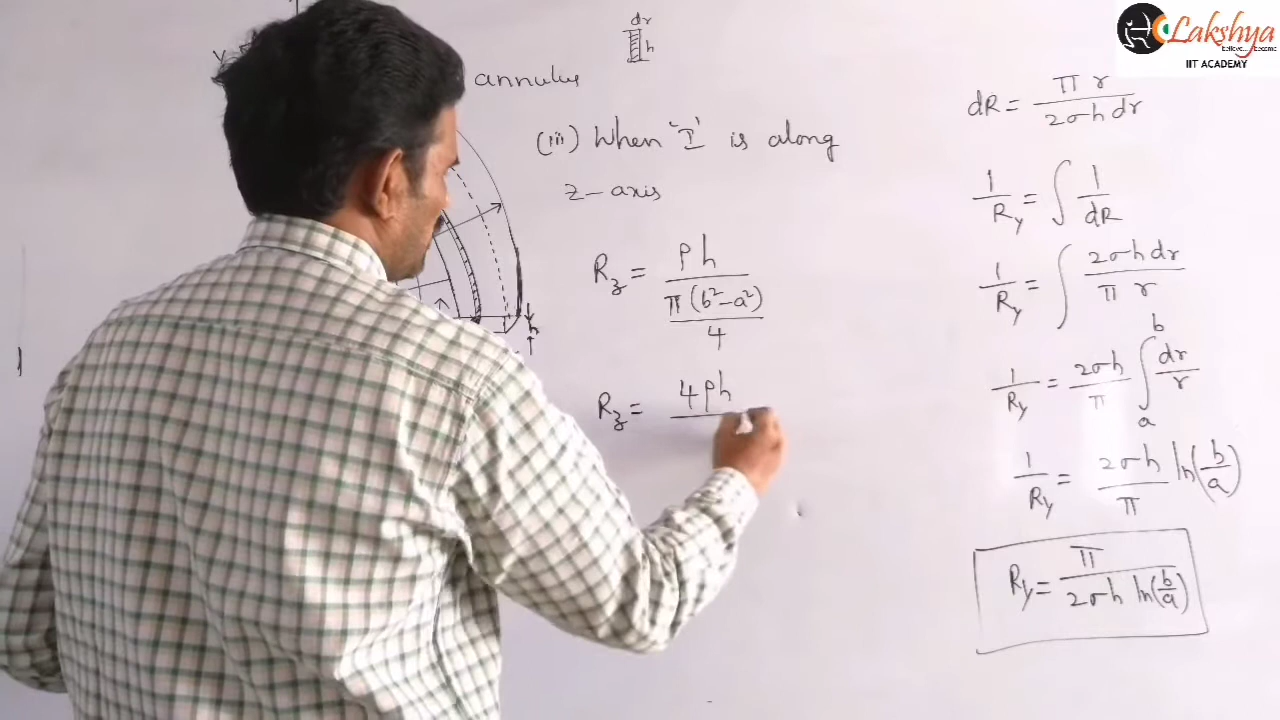 Lakshya
believe... become
IIT ACADEMY
y
dr
h
annulus
(iii) When 'I' is along
z-axis
R_z = ρh / (π(b²-a²)/4)
R_z = 4ρh
h
dR = π r / 2σh dr
1/R_y = ∫ 1/dR
1/R_y = ∫ 2σh dr / π r
1/R_y = 2σh/π ∫_a^b dr/r
1/R_y = 2σh/π ln(b/a)
R_y = π / 2σh ln(b/a)